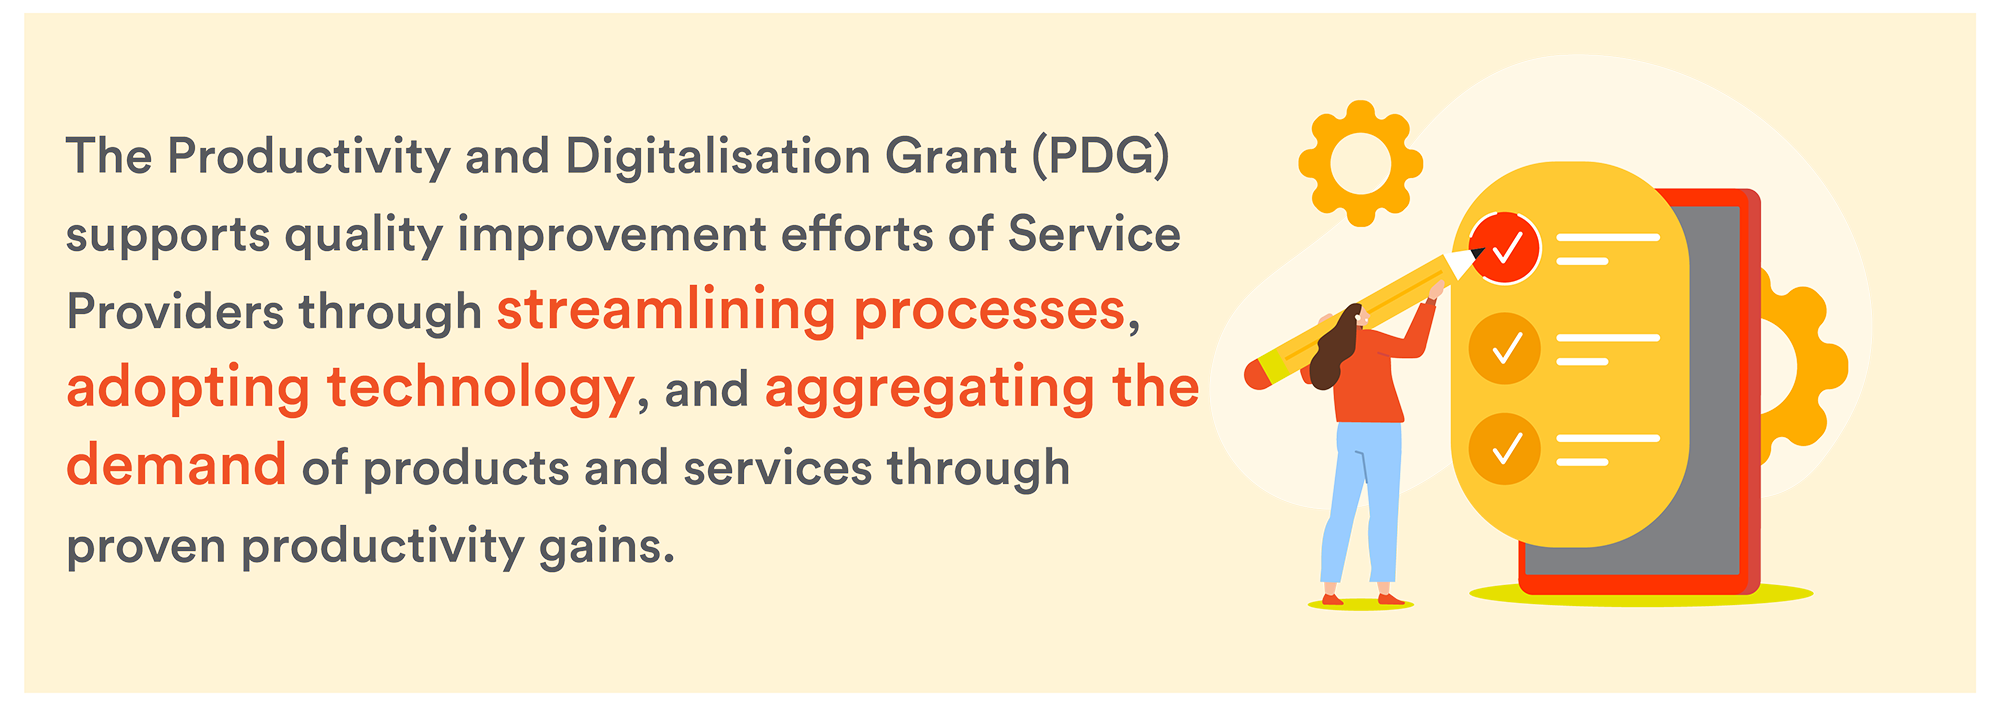 The Productivity and Digitalisation Grant (PDG)
supports quality improvement efforts of Service
Providers through streamlining processes,
adopting technology, and aggregating the
demand of products and services through
proven productivity gains.